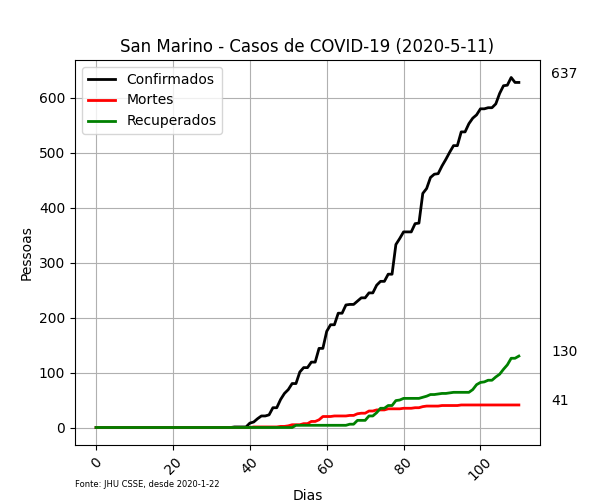 San Marino - Casos de COVID-19 (2020-5-11)
Confirmados
Mortes
Recuperados
637
130
41
600
500
400
300
200
100
0
Pessoas
0 20 40 60 80 100
Fonte: JHU CSSE, desde 2020-1-22
Dias